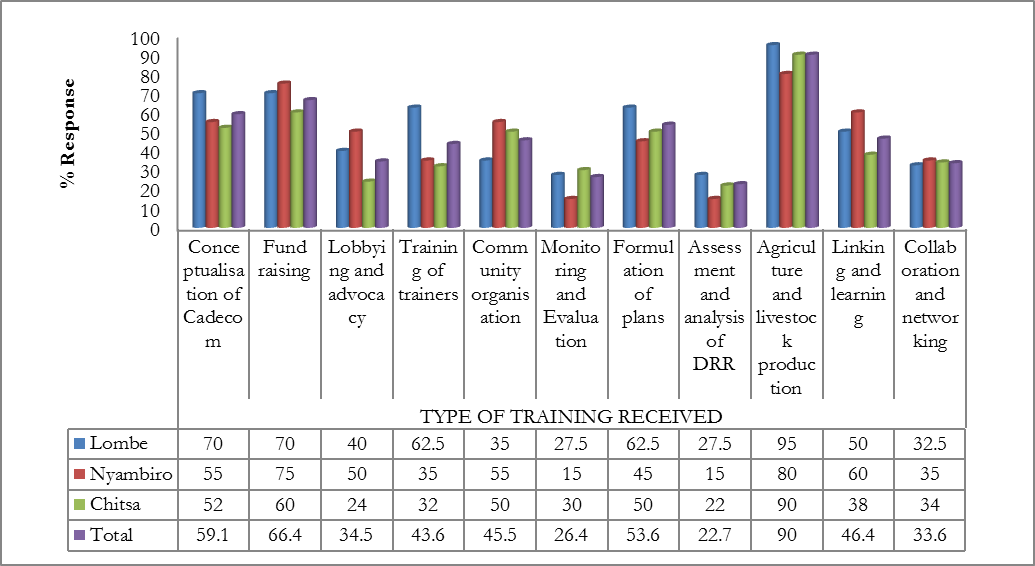 % Response
100
90
80
70
60
50
40
30
20
10
0
Conce
ptualisa
tion of
Cadeco
m
Fund
raising
Lobbyi
ng and
advoca
cy
Trainin
g of
trainers
Comm
unity
organis
ation
Monito
ring
and
Evalua
tion
Formul
ation
of
plans
Assess
ment
and
analysis
of
DRR
Agricul
ture
and
livestoc
k
produc
tion
Linkin
g and
learnin
g
Collab
oration
and
networ
king
TYPE OF TRAINING RECEIVED
Lombe 70 70 40 62.5 35 27.5 62.5 27.5 95 50 32.5
Nyambiro 55 75 50 35 55 15 45 15 80 60 35
Chitsa 52 60 24 32 50 30 50 22 90 38 34
Total 59.1 66.4 34.5 43.6 45.5 26.4 53.6 22.7 90 46.4 33.6